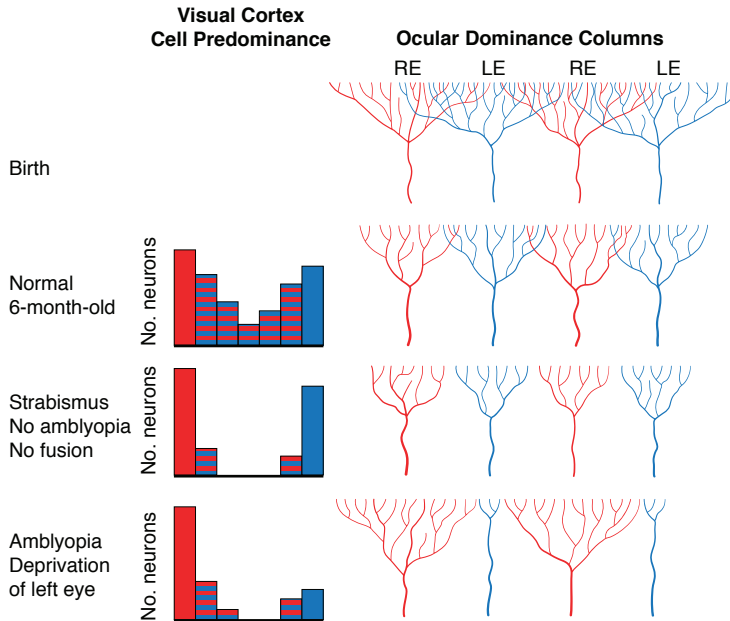 Visual Cortex
Cell Predominance
Ocular Dominance Columns
RE LE RE LE
Birth
Normal
6-month-old
No. neurons
Strabismus
No amblyopia
No fusion
No. neurons
Amblyopia
Deprivation
of left eye
No. neurons